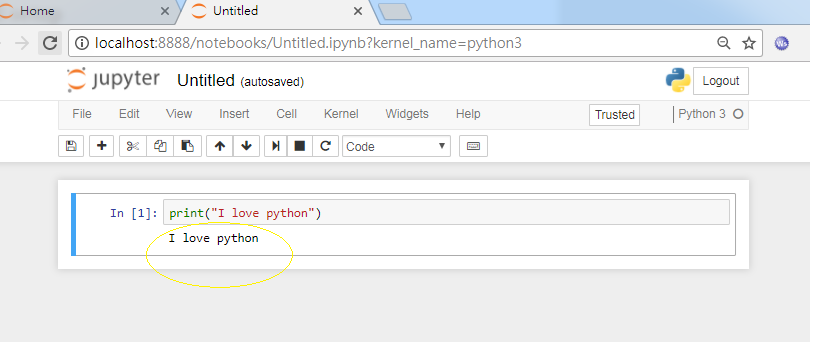 Home
Untitled
localhost:8888/notebooks/Untitled.ipynb?kernel_name=python3
jupyter Untitled (autosaved) Logout
File Edit View Insert Cell Kernel Widgets Help Trusted Python 3
Code
In [1]: print("I love python")
I love python